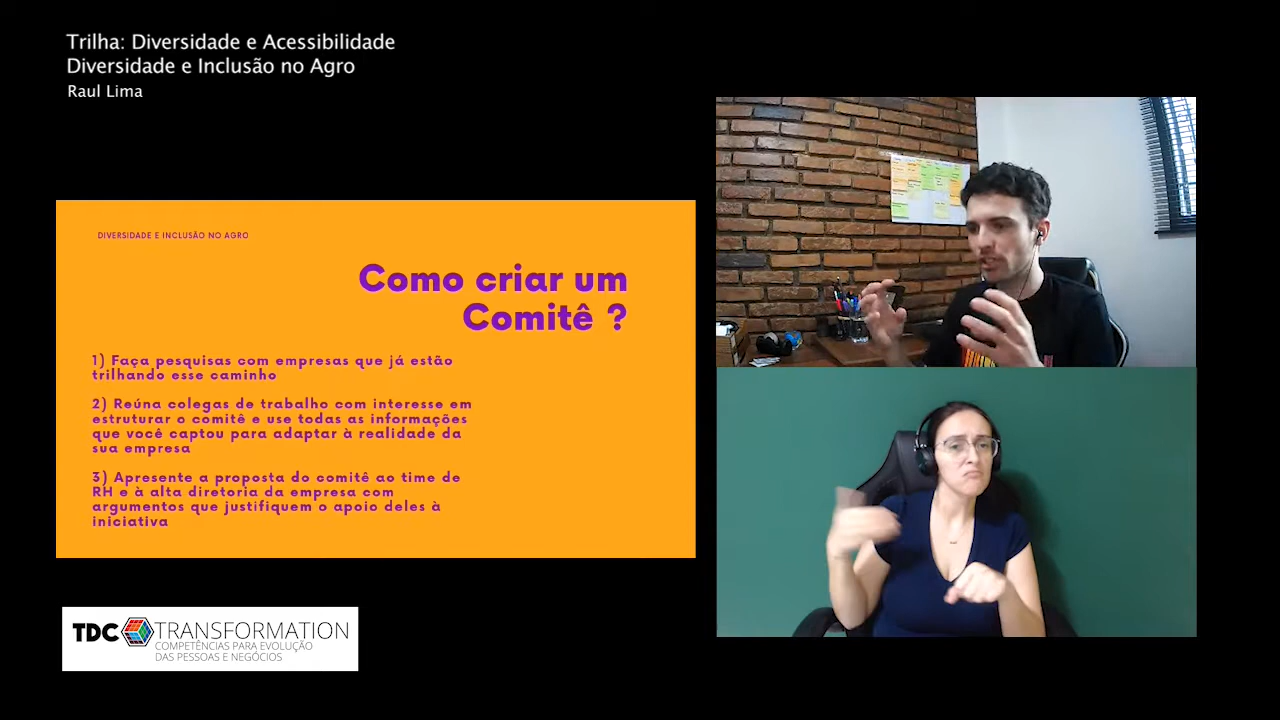 Trilha: Diversidade e Acessibilidade
Diversidade e Inclusão no Agro
Raul Lima
DIVERSIDADE E INCLUSÃO NO AGRO
Como criar um
Comitê ?
1) Faça pesquisas com empresas que já estão
trilhando esse caminho
2) Reúna colegas de trabalho com interesse em
estruturar o comitê e use todas as informações
que você captou para adaptar à realidade da
sua empresa
3) Apresente a proposta do comitê ao time de
RH e à alta diretoria da empresa com
argumentos que justifiquem o apoio deles à
iniciativa
TDC TRANSFORMATION
COMPETÊNCIAS PARA EVOLUÇÃO
DAS PESSOAS E NEGÓCIOS